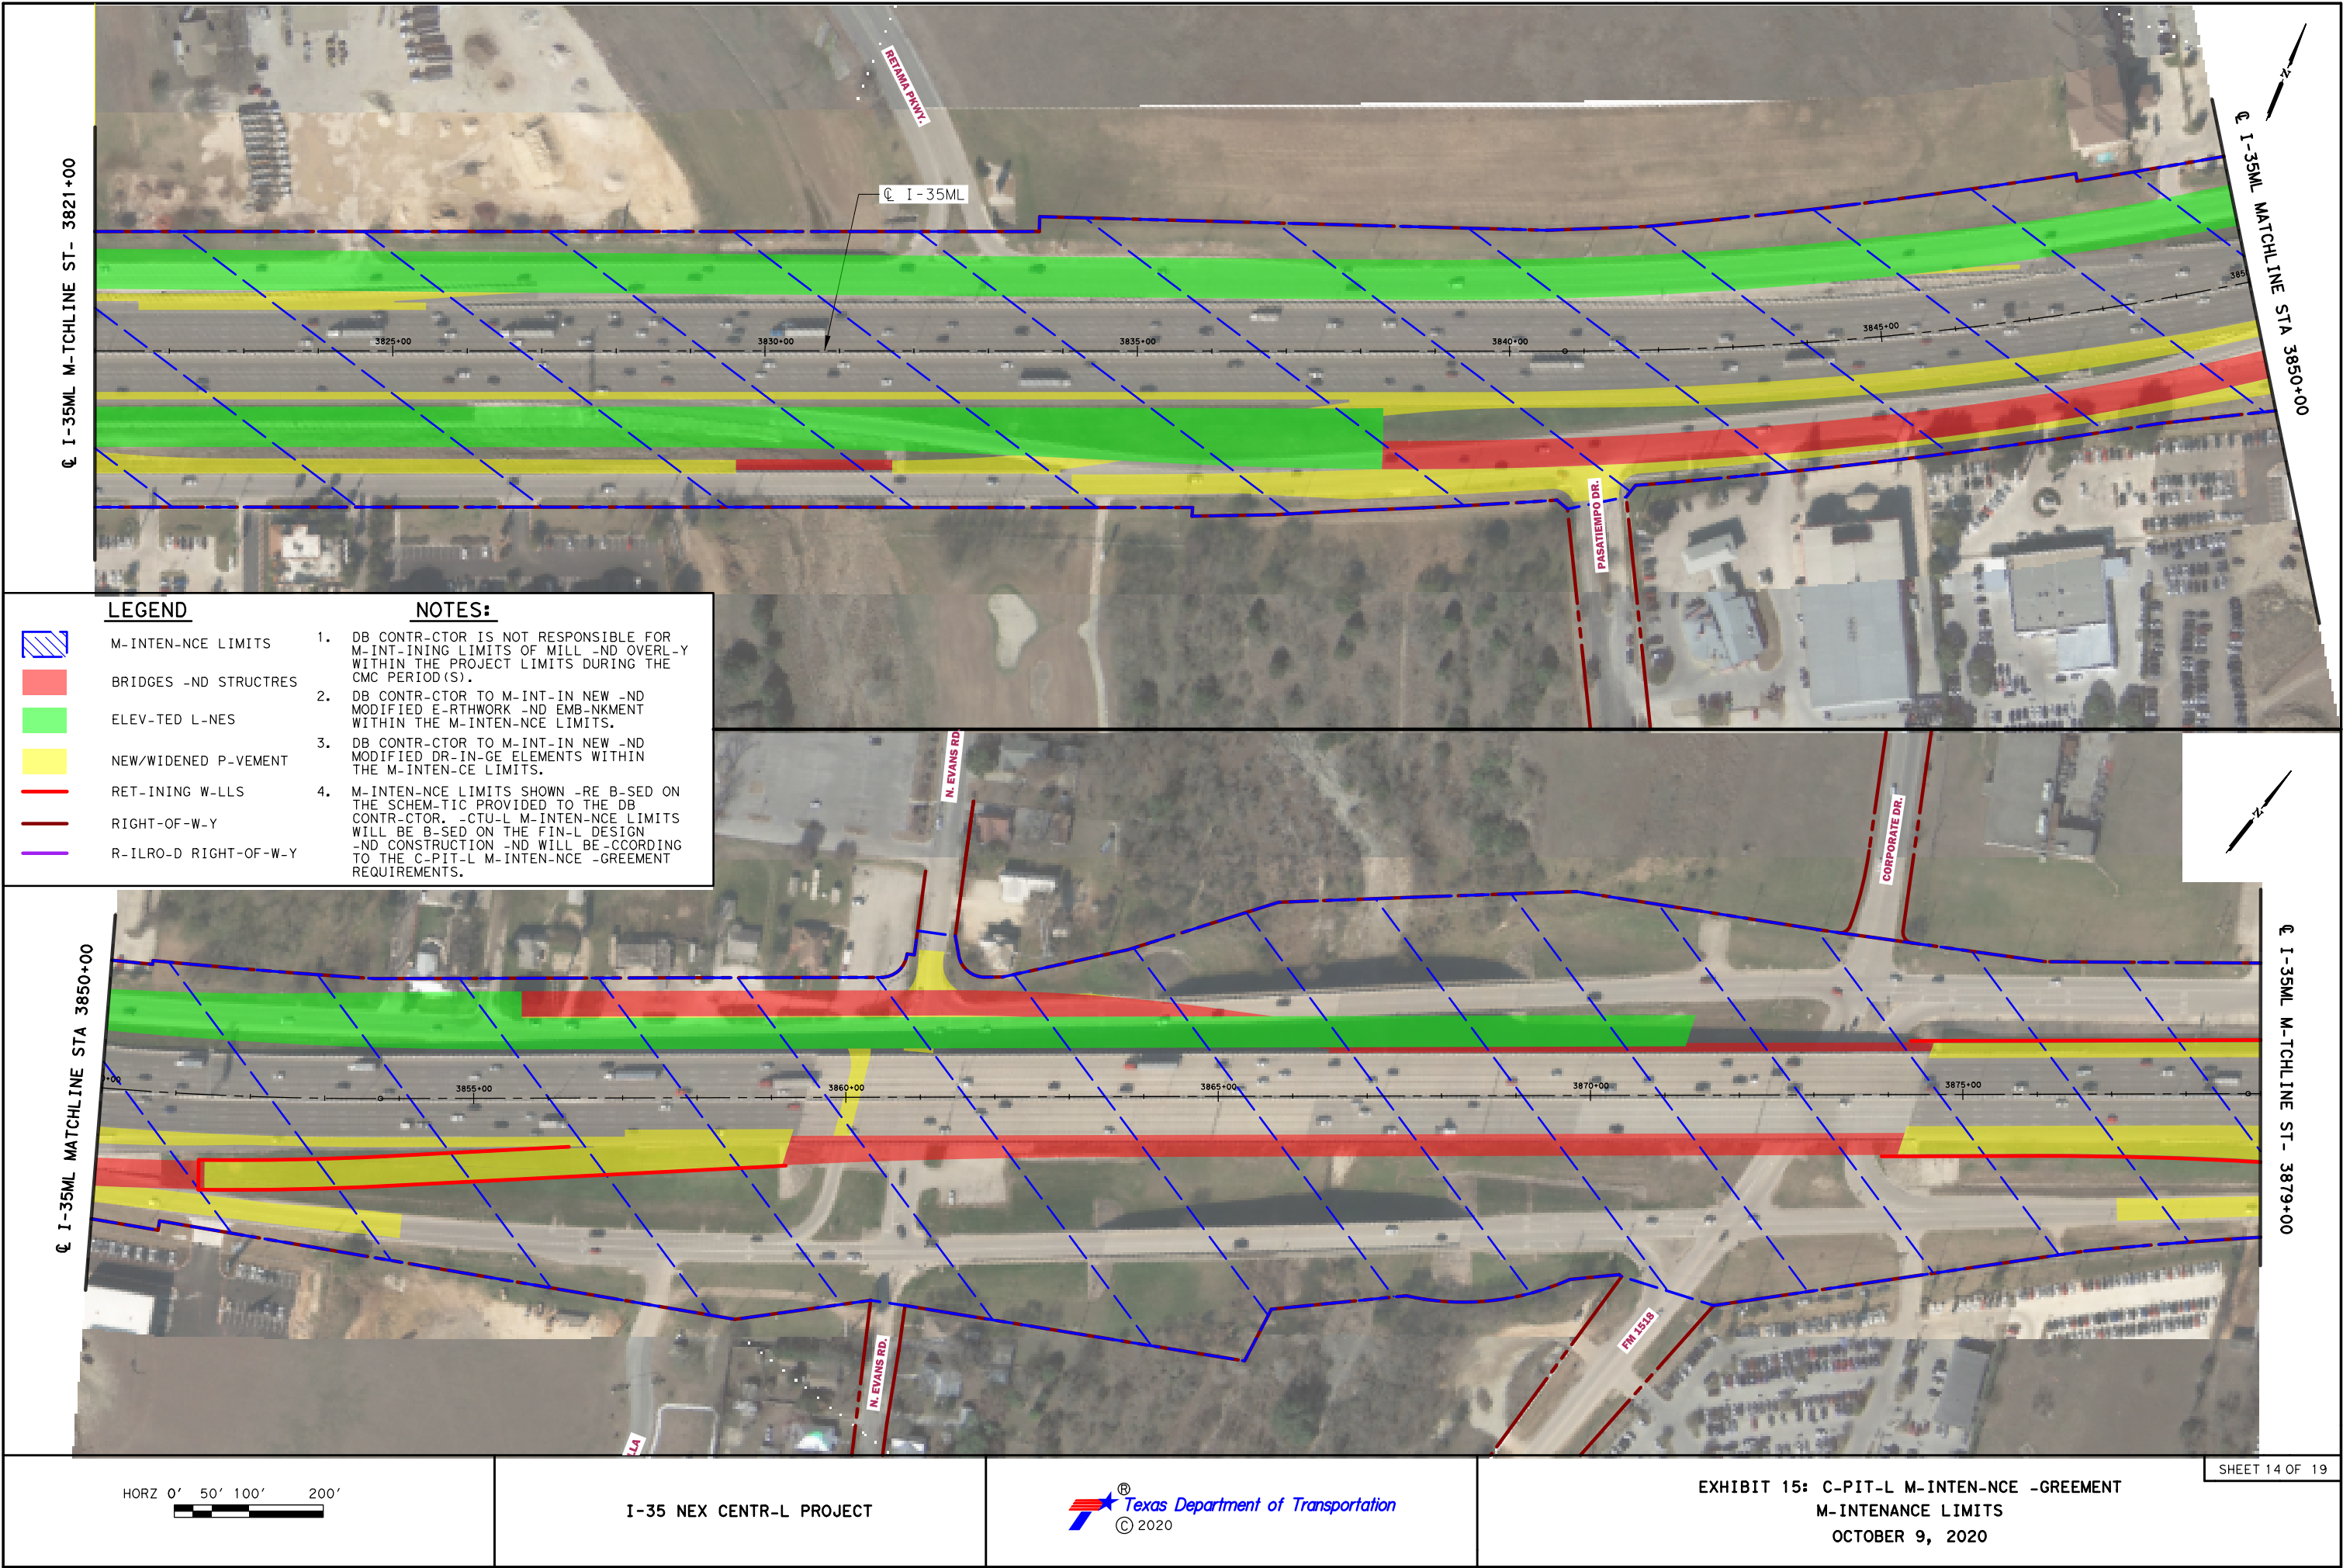 RETAMA PKWY.
N
℄ I-35ML M-TCHLINE ST- 3821+00
℄ I-35ML MATCHLINE STA 3850+00
℄ I-35ML
3825+00
3830+00
3835+00
3840+00
3845+00
385
PASATIEMPO DR.
LEGEND
M-INTEN-NCE LIMITS
BRIDGES -ND STRUCTRES
ELEV-TED L-NES
NEW/WIDENED P-VEMENT
RET-INING W-LLS
RIGHT-OF-W-Y
R-ILRO-D RIGHT-OF-W-Y
NOTES:
1. DB CONTR-CTOR IS NOT RESPONSIBLE FOR
M-INT-INING LIMITS OF MILL -ND OVERL-Y
WITHIN THE PROJECT LIMITS DURING THE
CMC PERIOD(S).
2. DB CONTR-CTOR TO M-INT-IN NEW -ND
MODIFIED E-RTHWORK -ND EMB-NKMENT
WITHIN THE M-INTEN-NCE LIMITS.
3. DB CONTR-CTOR TO M-INT-IN NEW -ND
MODIFIED DR-IN-GE ELEMENTS WITHIN
THE M-INTEN-CE LIMITS.
4. M-INTEN-NCE LIMITS SHOWN -RE B-SED ON
THE SCHEM-TIC PROVIDED TO THE DB
CONTR-CTOR. -CTU-L M-INTEN-NCE LIMITS
WILL BE B-SED ON THE FIN-L DESIGN
-ND CONSTRUCTION -ND WILL BE-CCORDING
TO THE C-PIT-L M-INTEN-NCE -GREEMENT
REQUIREMENTS.
N. EVANS RD.
CORPORATE DR.
N
℄ I-35ML MATCHLINE STA 3850+00
℄ I-35ML M-TCHLINE ST- 3879+00
0+00
3855+00
3860+00
3865+00
3870+00
3875+00
N. EVANS RD.
FM 1518
LLA
SHEET 14 OF 19
HORZ 0' 50' 100' 200'
I-35 NEX CENTR-L PROJECT
®
Texas Department of Transportation
© 2020
EXHIBIT 15: C-PIT-L M-INTEN-NCE -GREEMENT
M-INTENANCE LIMITS
OCTOBER 9, 2020